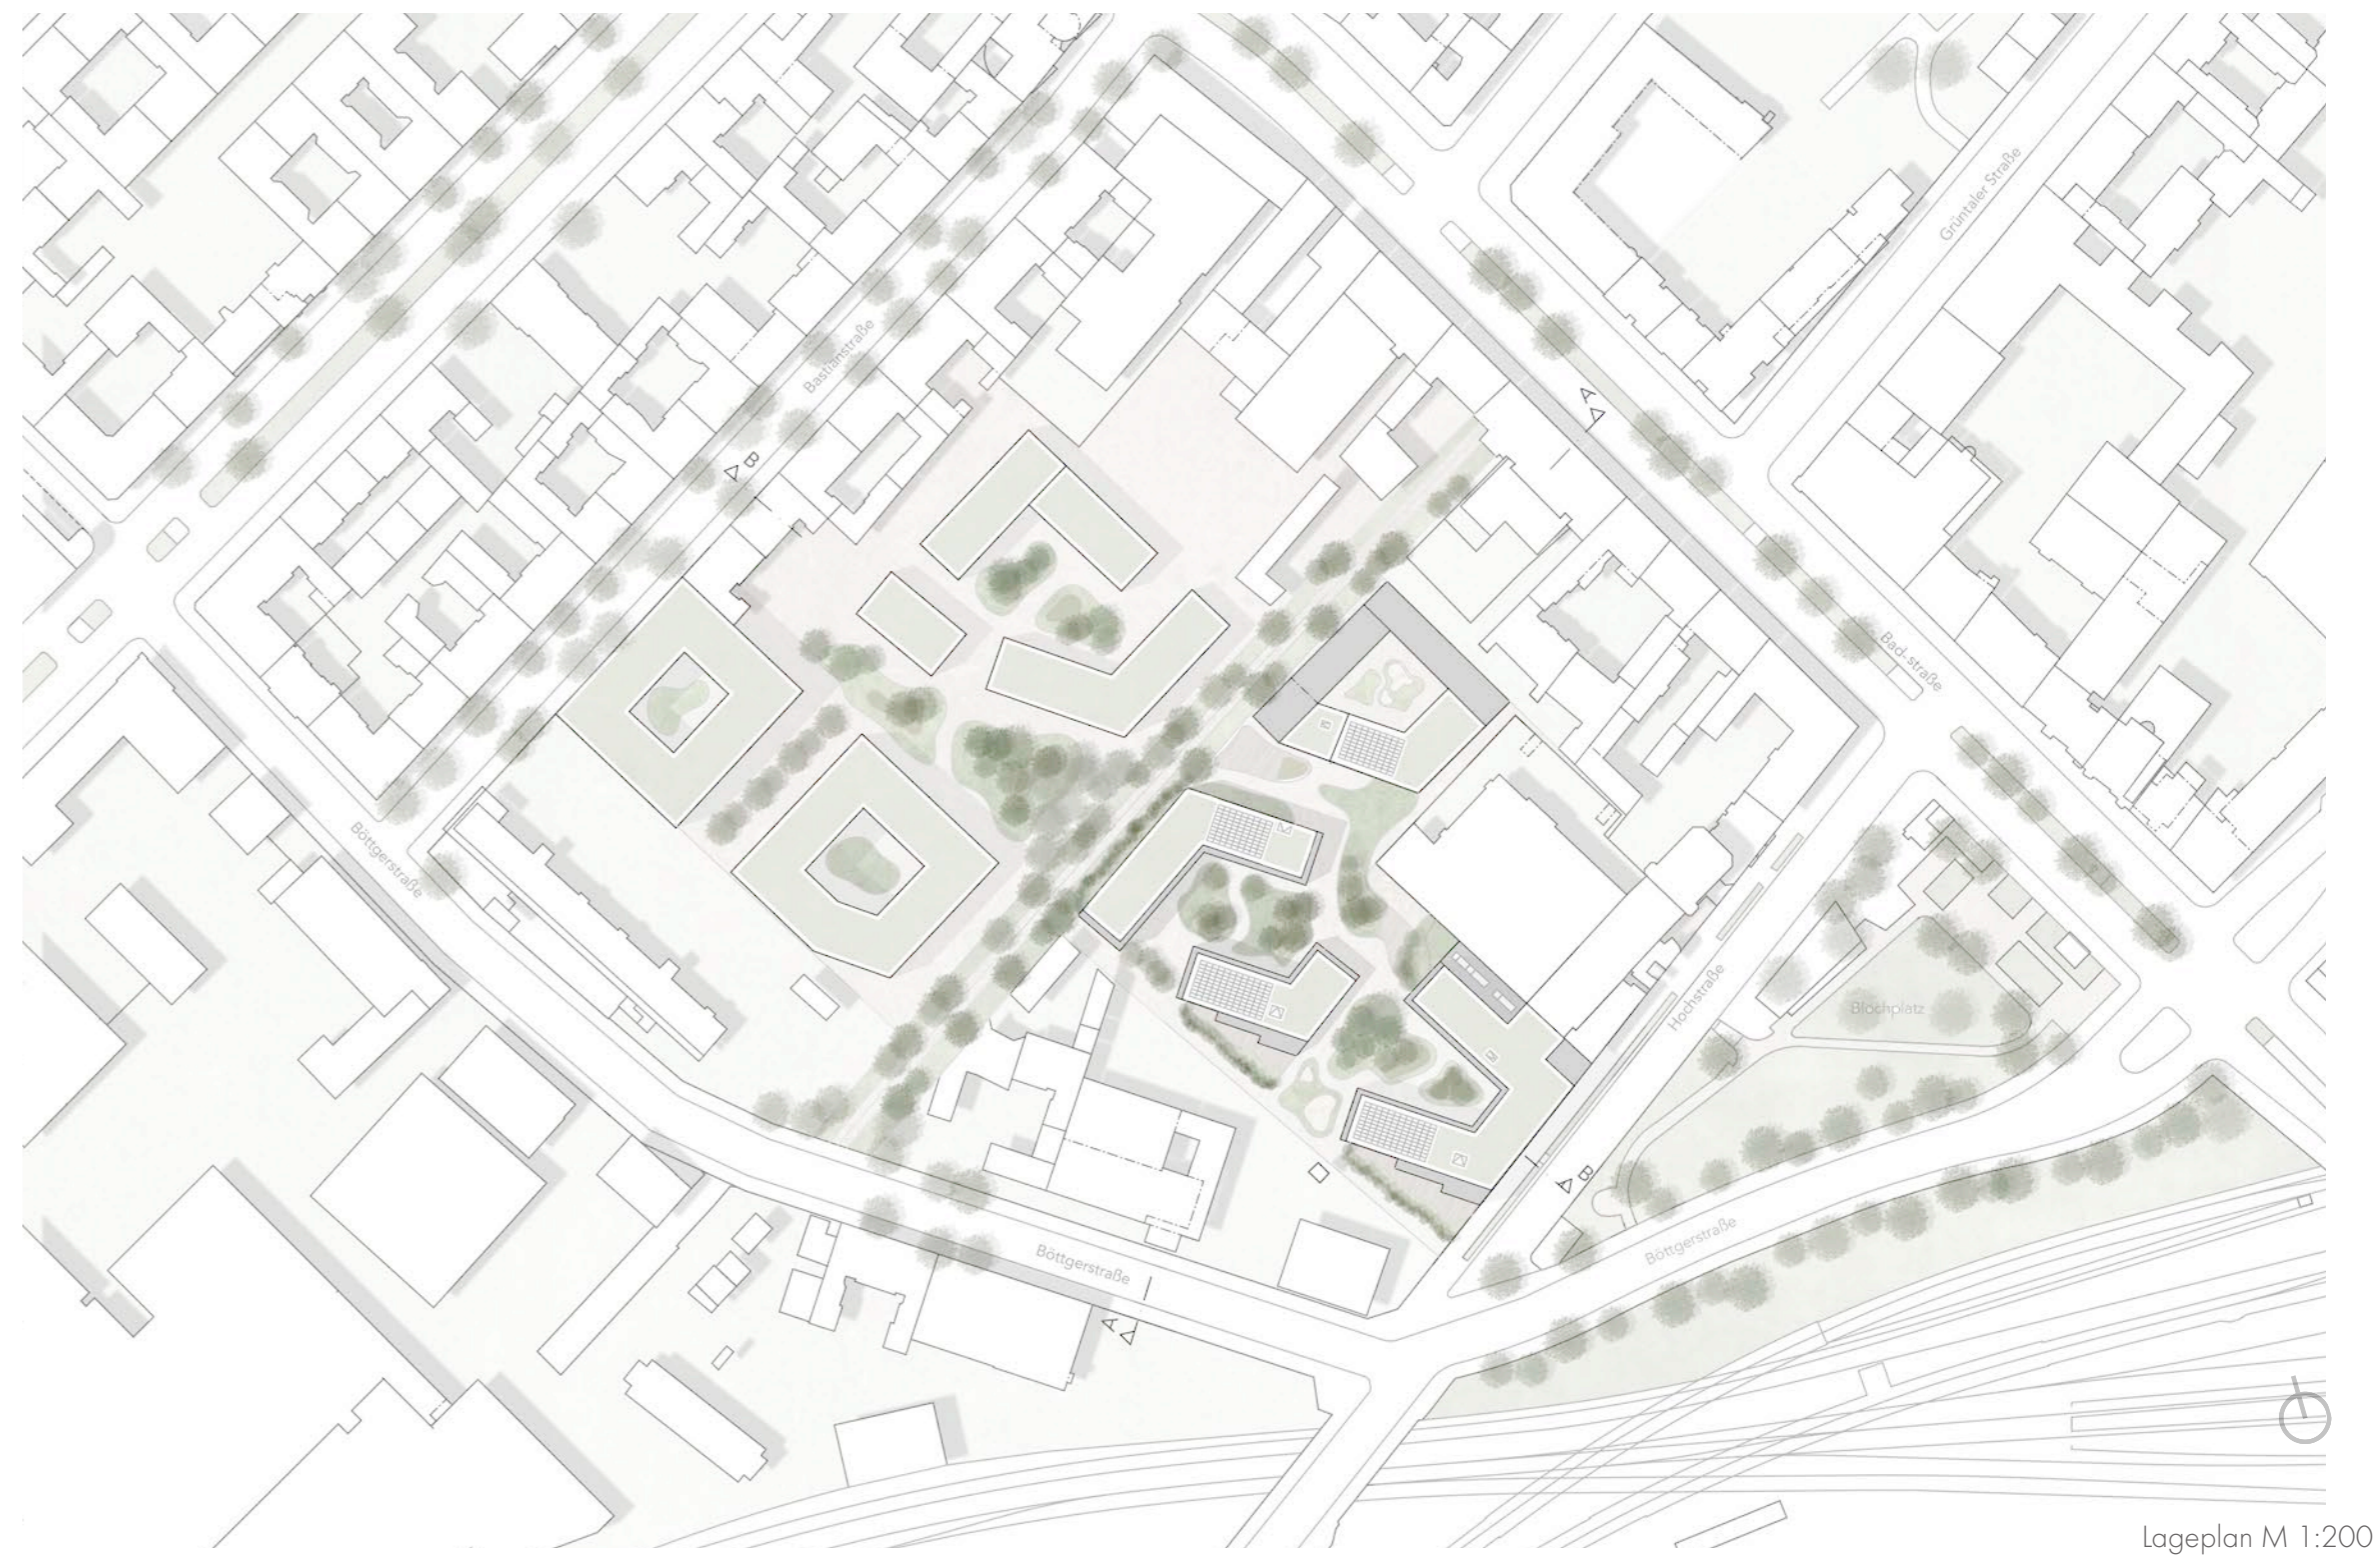 Grüntaler Straße
Bastianstraße
A
B
Bad-straße
Böttgerstraße
Hochstraße
Blochplatz
B
Böttgerstraße
Böttgerstraße
A
Lageplan M 1:200